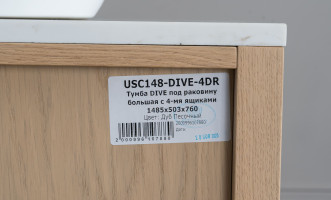 USC148-DIVE-4DR
Тумба DIVE под раковину
большая с 4-мя ящиками
1485x503x760
Цвет: Дуб Песочный